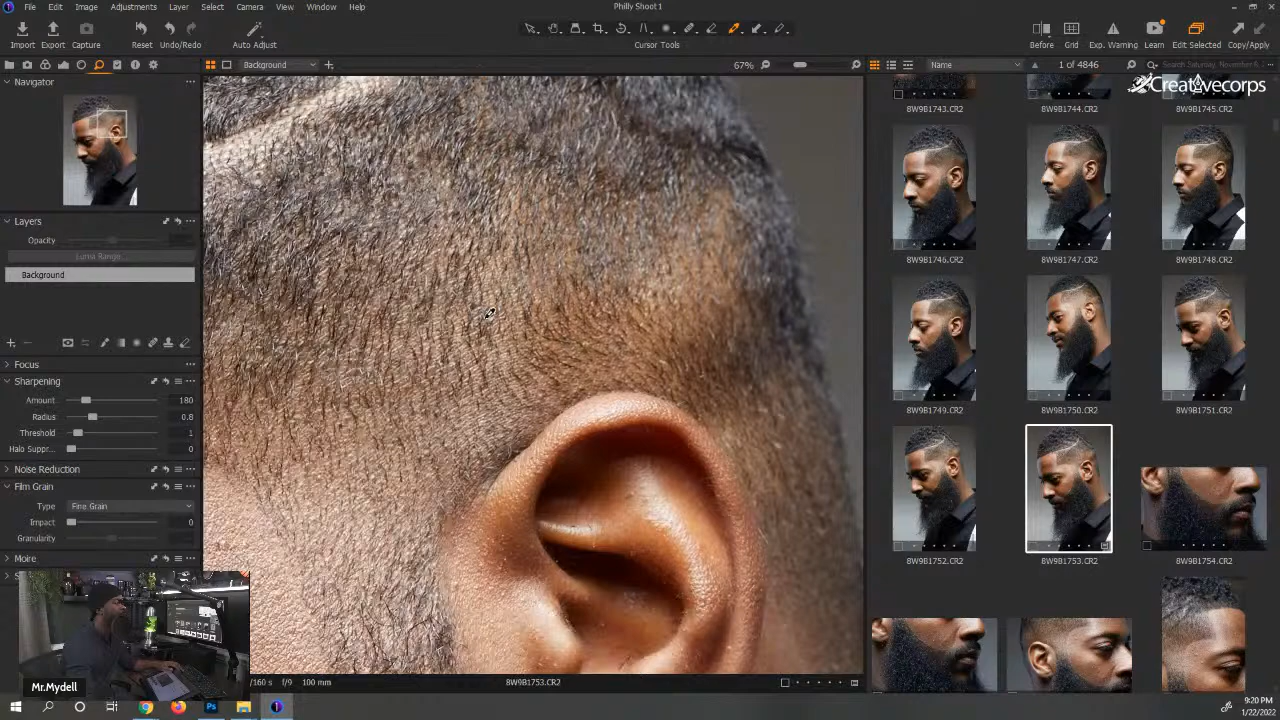 File Edit Image Adjustments Layer Select Camera View Window Help
Philly Shoot1
Import Export Capture Reset Undo/Redo Auto Adjust
Cursor Tools
Before Grid Exp. Warning Learn Edit Selected Copy/Apply
Background
67%
Name
1 of 4846
Creativecorps
Navigator
Layers
Opacity
Luma Range...
Background
Focus
Sharpening
Amount 180
Radius 0.8
Threshold 1
Halo Suppr... 0
Noise Reduction
Film Grain
Type Fine Grain
Impact 0
Granularity
Moire
Mr.Mydell
8W9B1743.CR2 8W9B1744.CR2 8W9B1745.CR2
8W9B1746.CR2 8W9B1747.CR2 8W9B1748.CR2
8W9B1749.CR2 8W9B1750.CR2 8W9B1751.CR2
8W9B1752.CR2 8W9B1753.CR2 8W9B1754.CR2
/160 s f/9 100 mm
8W9B1753.CR2
9:20 PM
1/22/2022